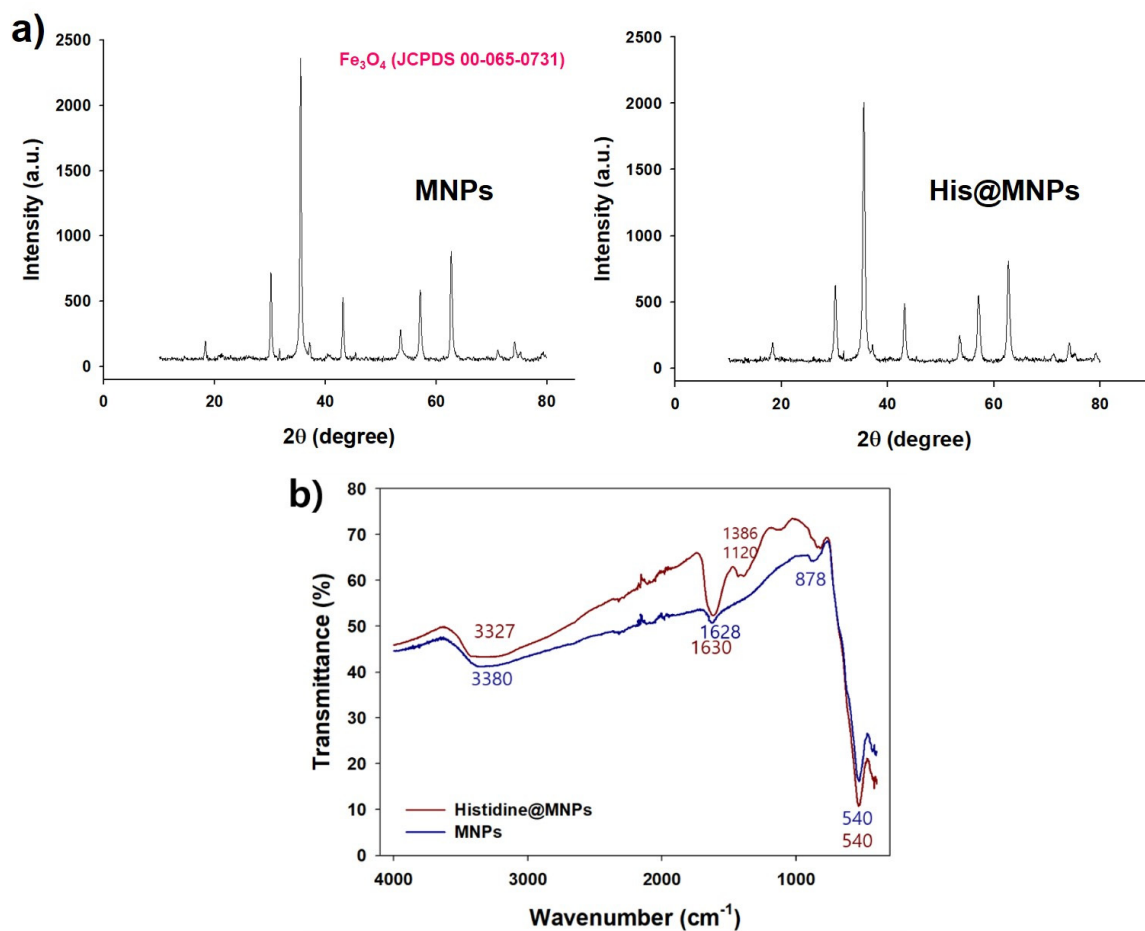 a)
2500
2000
1500
1000
500
0
Intensity (a.u.)
Fe₃O₄ (JCPDS 00-065-0731)
MNPs
0 20 40 60 80
2θ (degree)
2500
2000
1500
1000
500
0
Intensity (a.u.)
His@MNPs
0 20 40 60 80
2θ (degree)
b)
80
70
60
50
40
30
20
10
0
Transmittance (%)
1386
1120
878
3327
1628
1630
3380
Histidine@MNPs
MNPs
540
540
4000 3000 2000 1000
Wavenumber (cm⁻¹)